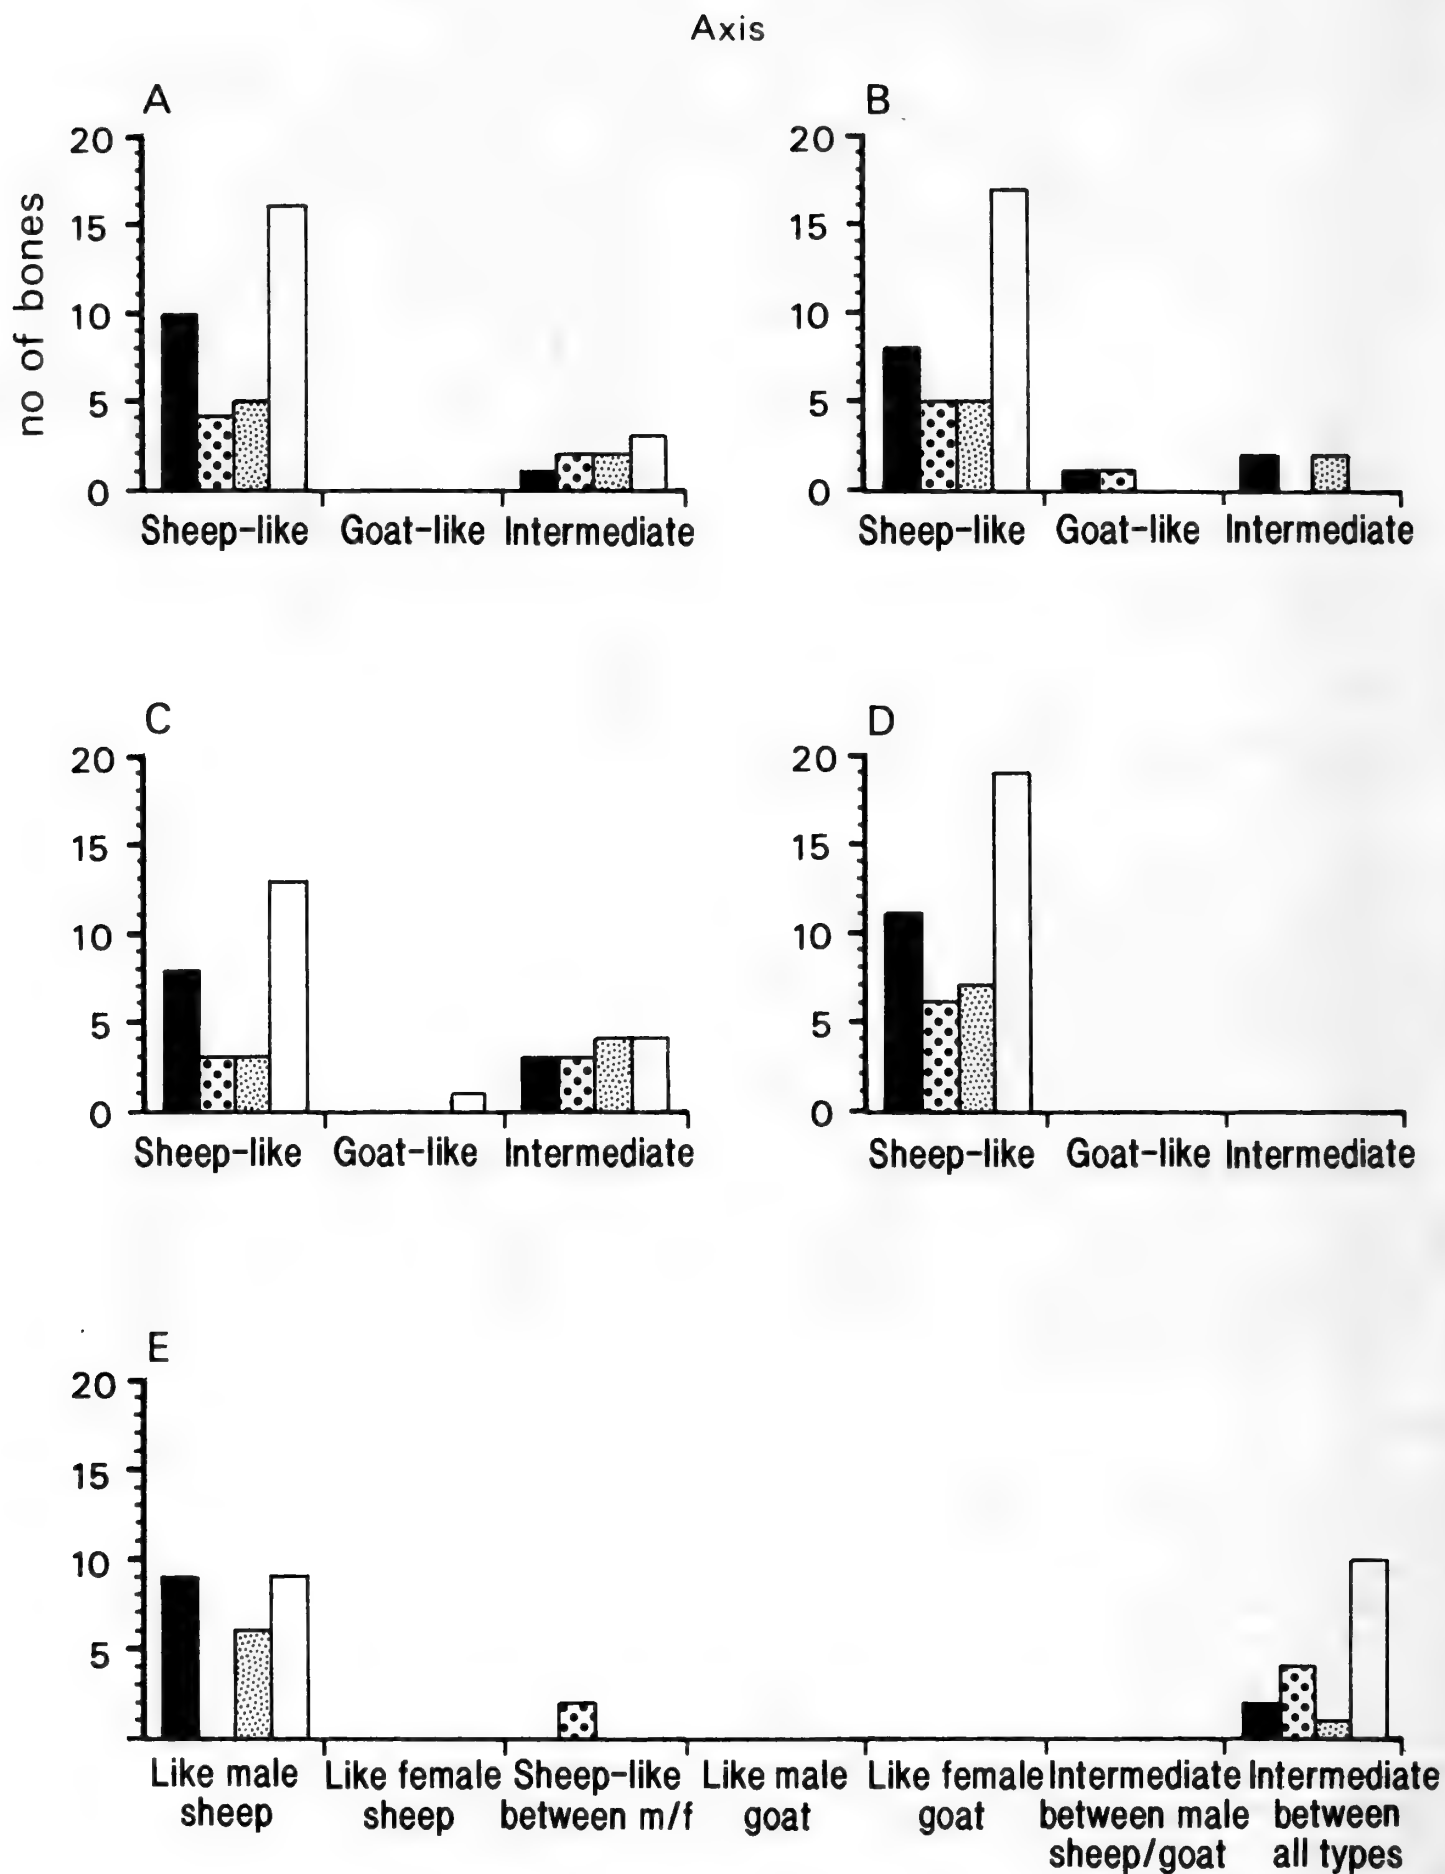 Axis
A
20
15
10
5
0
no of bones
Sheep-like Goat-like Intermediate
B
20
15
10
5
0
Sheep-like Goat-like Intermediate
C
20
15
10
5
0
Sheep-like Goat-like Intermediate
D
20
15
10
5
0
Sheep-like Goat-like Intermediate
E
20
15
10
5
Like male
sheep
Like female
sheep
Sheep-like
between m/f
Like male
goat
Like female
goat
Intermediate
between male
sheep/goat
Intermediate
between
all types